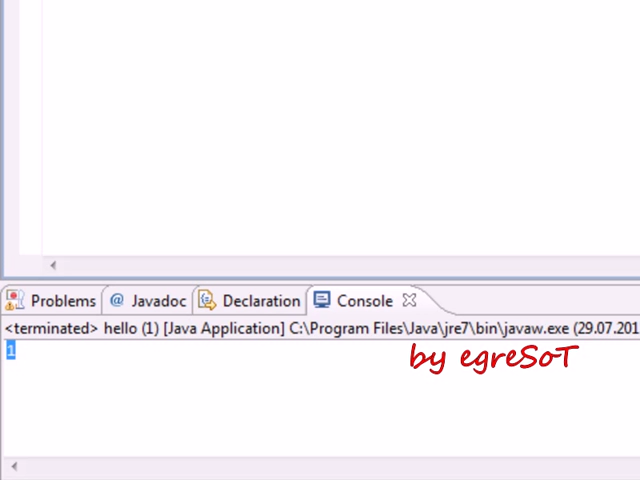 Problems @ Javadoc Declaration Console
<terminated> hello (1) [Java Application] C:\Program Files\Java\jre7\bin\javaw.exe (29.07.201
1
by egreSoT